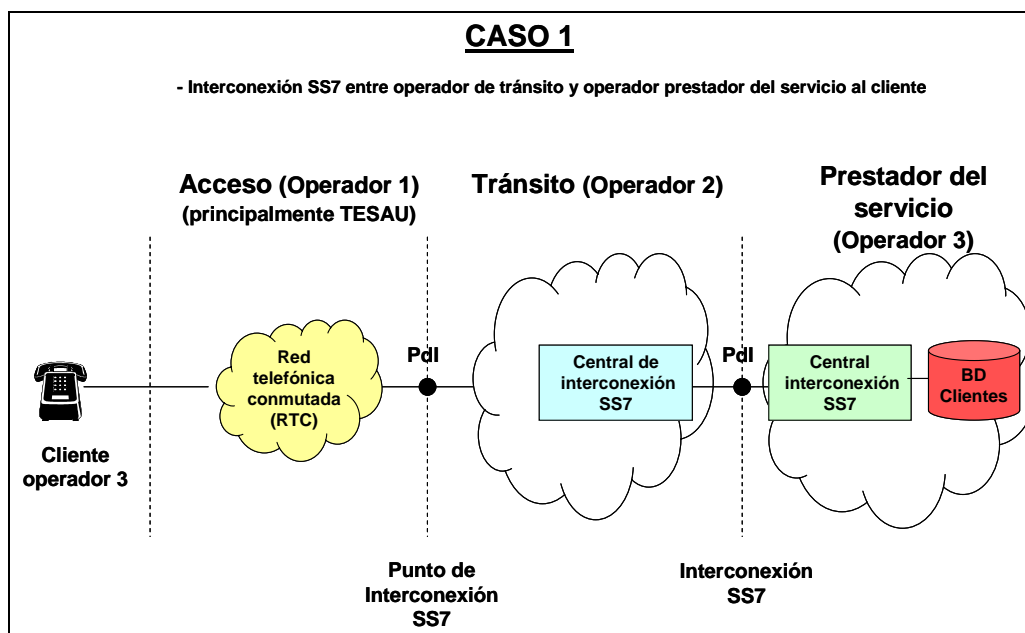 CASO 1
- Interconexión SS7 entre operador de tránsito y operador prestador del servicio al cliente
Acceso (Operador 1)
(principalmente TESAU)
Tránsito (Operador 2)
Prestador del
servicio
(Operador 3)
Red
telefónica
conmutada
(RTC)
PdI
Central de
interconexión
SS7
PdI
Central
interconexión
SS7
BD
Clientes
Cliente
operador 3
Punto de
Interconexión
SS7
Interconexión
SS7